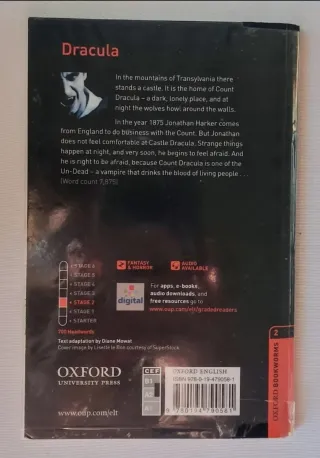 Dracula
In the mountains of Transylvania there
stands a castle. It is the home of Count
Dracula – a dark, lonely place, and at
night the wolves howl around the walls.
In the year 1875 Jonathan Harker comes
from England to do business with the Count. But Jonathan
does not feel comfortable at Castle Dracula. Strange things
happen at night, and very soon, he begins to feel afraid. And
he is right to be afraid, because Count Dracula is one of the
Un-Dead – a vampire that drinks the blood of living people . . .
(Word count 7,875)
STAGE 6
STAGE 5
STAGE 4
STAGE 3
STAGE 2
STAGE 1
STARTER
700 Headwords
FANTASY
& HORROR
AUDIO
AVAILABLE
digital
For apps, e-books,
audio downloads, and
free resources go to
www.oup.com/elt/gradedreaders
Text adaptation by Diane Mowat
OXFORD
UNIVERSITY PRESS
www.oup.com/elt
CEF
B1
A2
A1
OXFORD ENGLISH
2
OXFORD BOOKWORMS